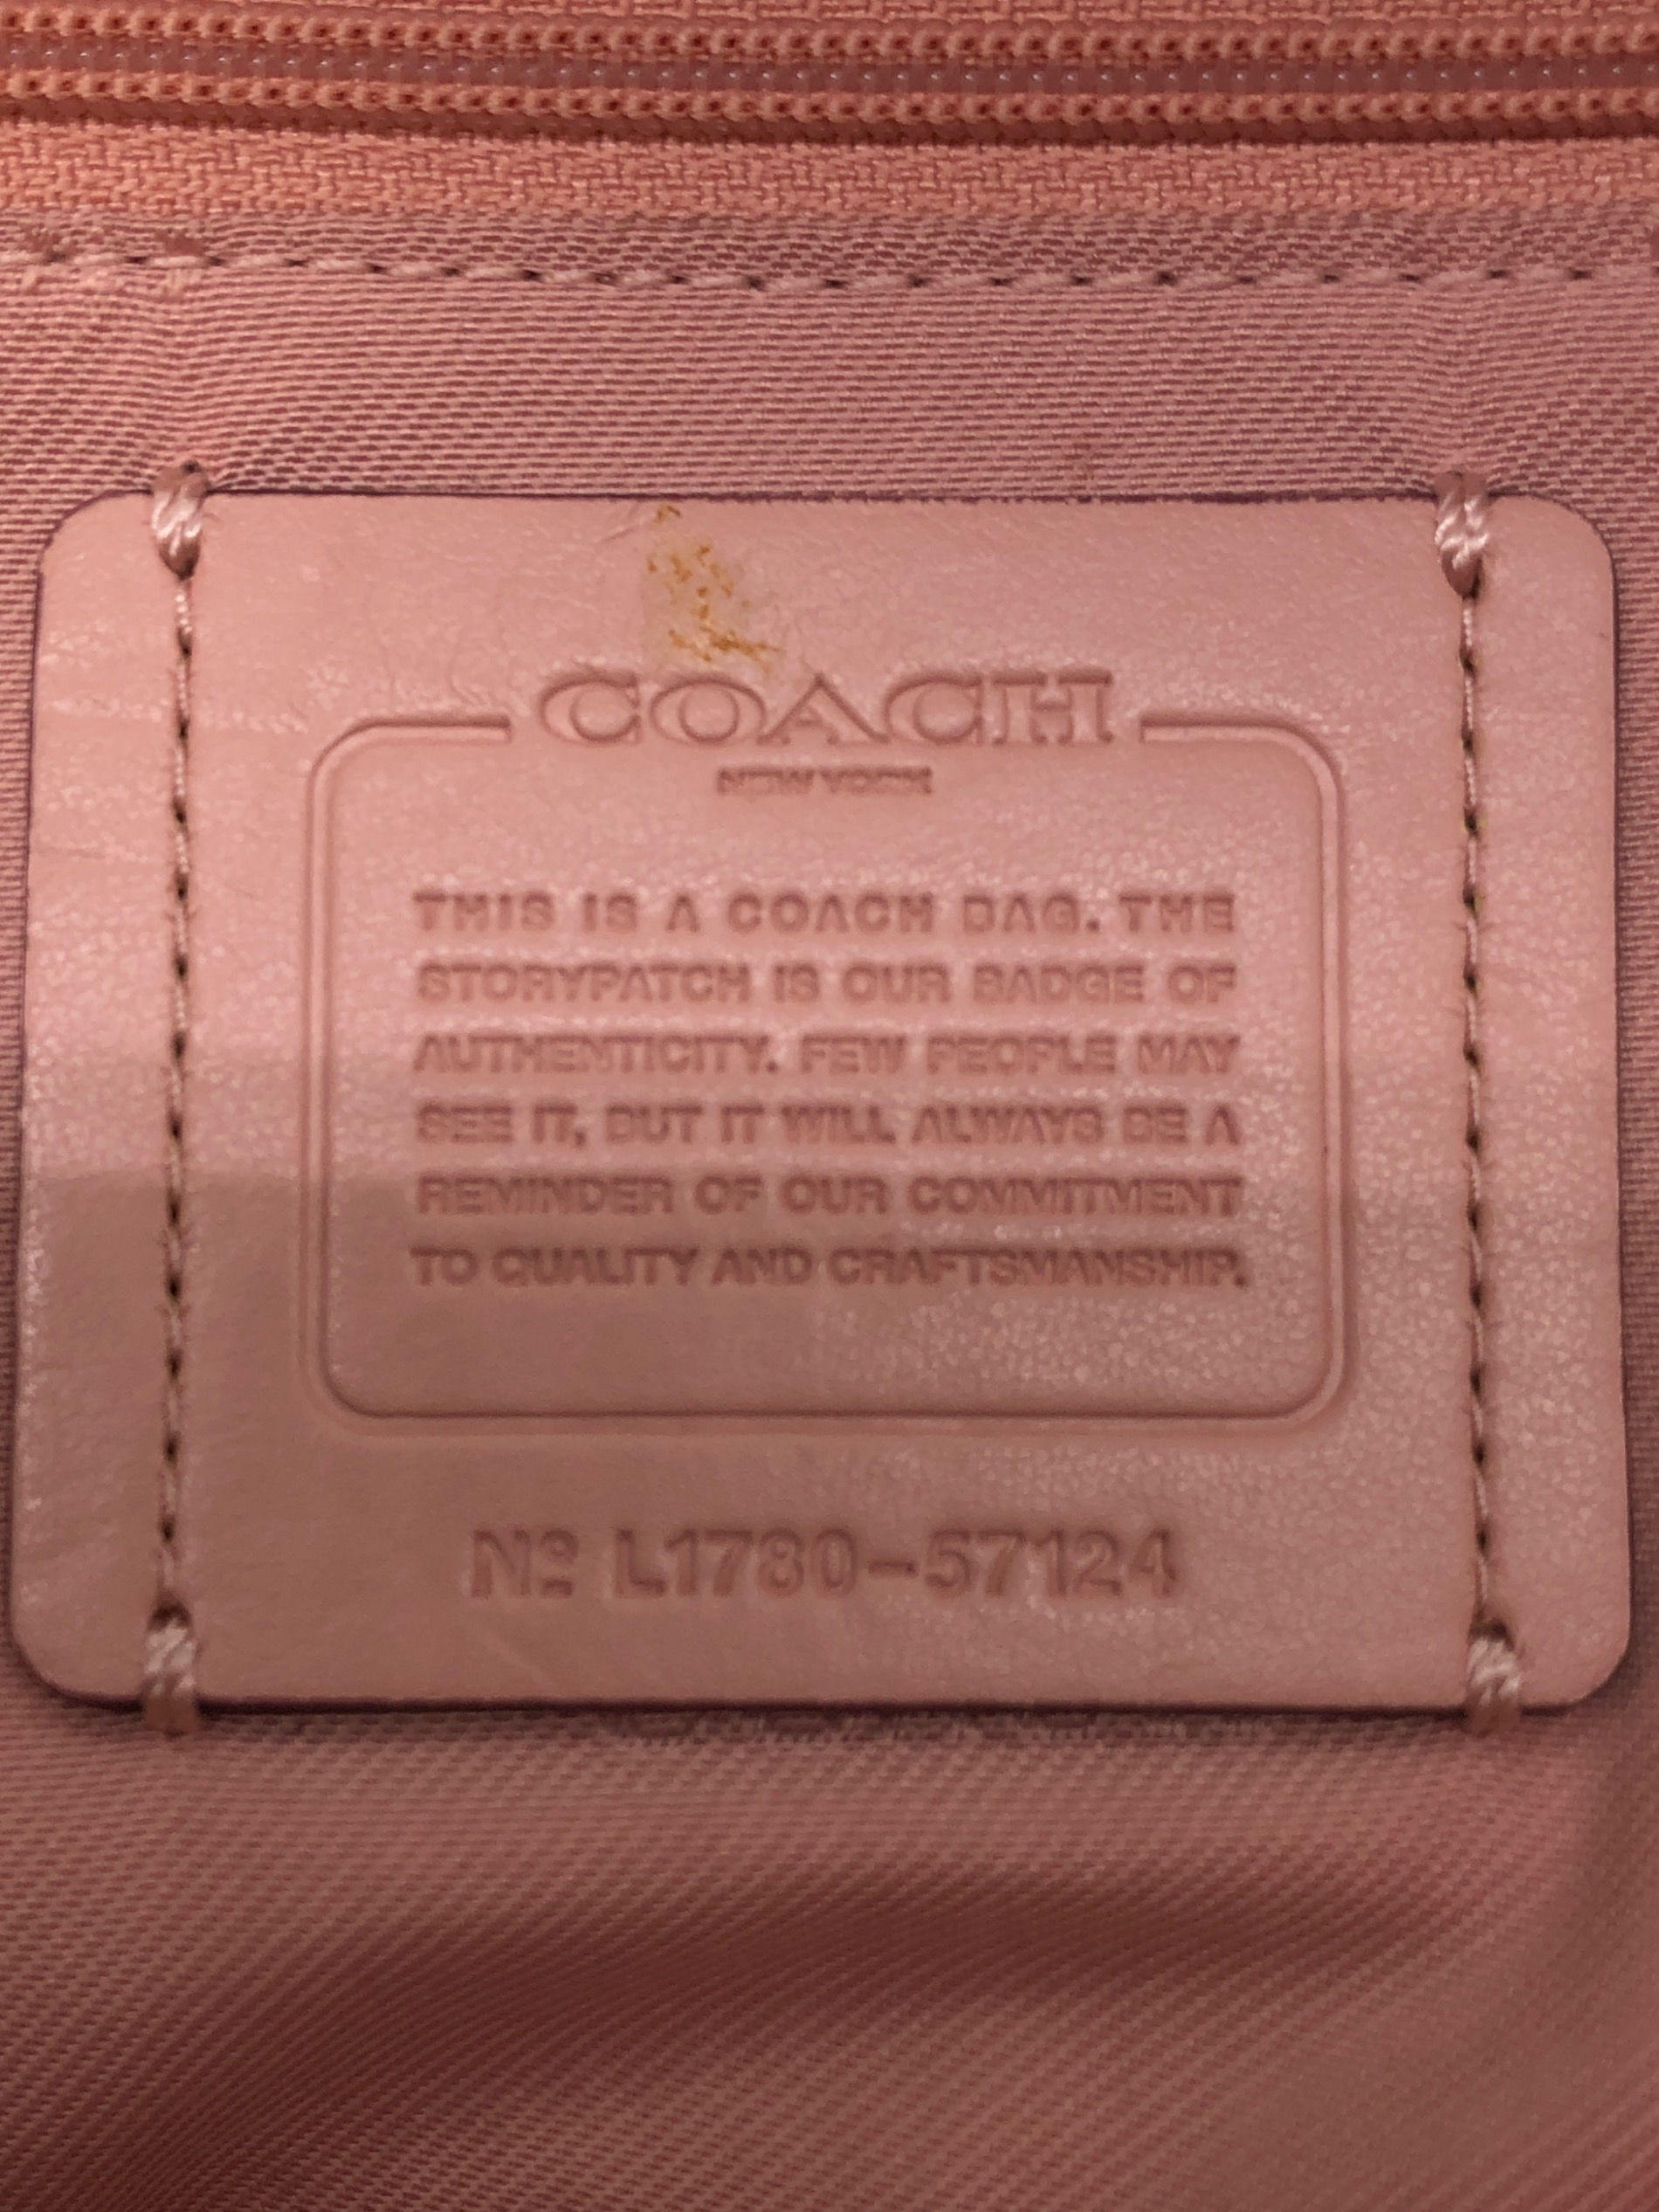 COACH
NEW YORK
THIS IS A COACH BAG. THE
STORYPATCH IS OUR BADGE OF
AUTHENTICITY. FEW PEOPLE MAY
SEE IT, BUT IT WILL ALWAYS BE A
REMINDER OF OUR COMMITMENT
TO QUALITY AND CRAFTSMANSHIP.
Nº L1780-57124